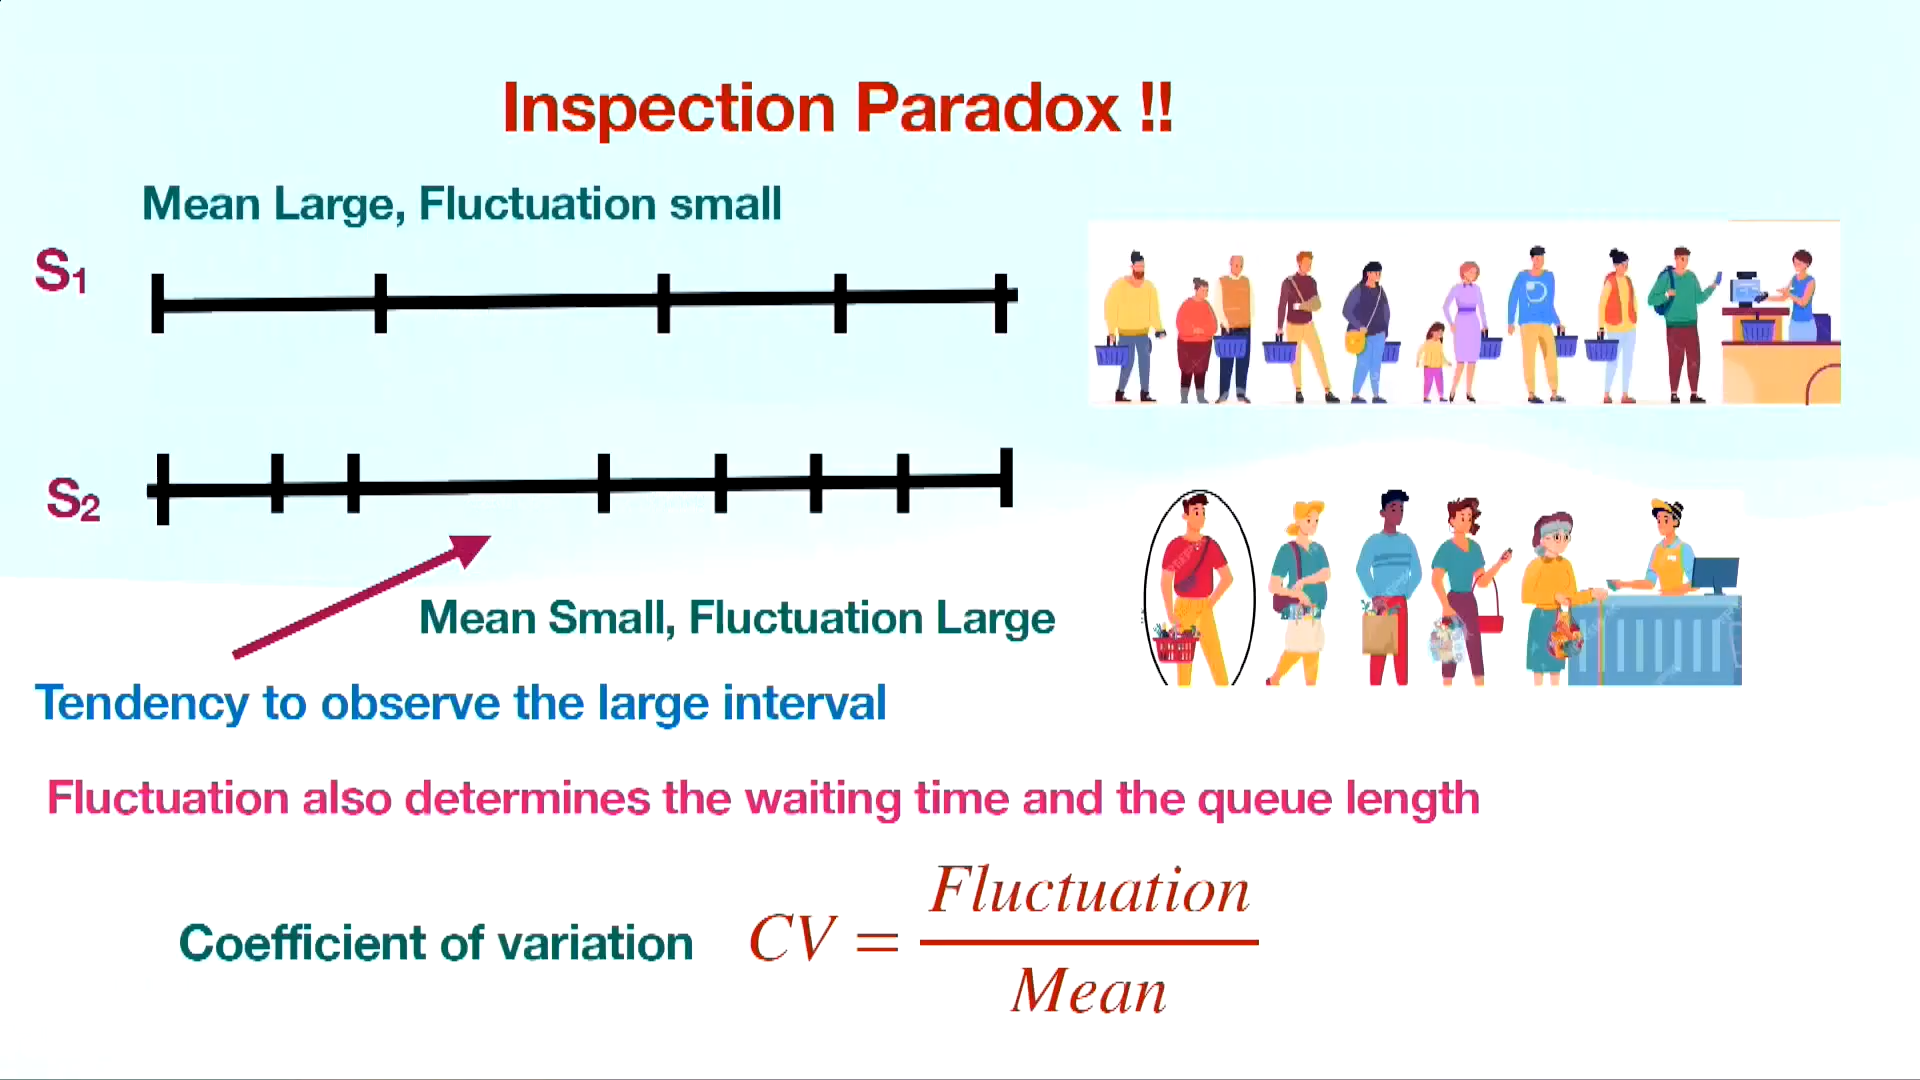 Inspection Paradox !!
Mean Large, Fluctuation small
S1
S2
Mean Small, Fluctuation Large
Tendency to observe the large interval
Fluctuation also determines the waiting time and the queue length
Coefficient of variation CV = Fluctuation
Mean